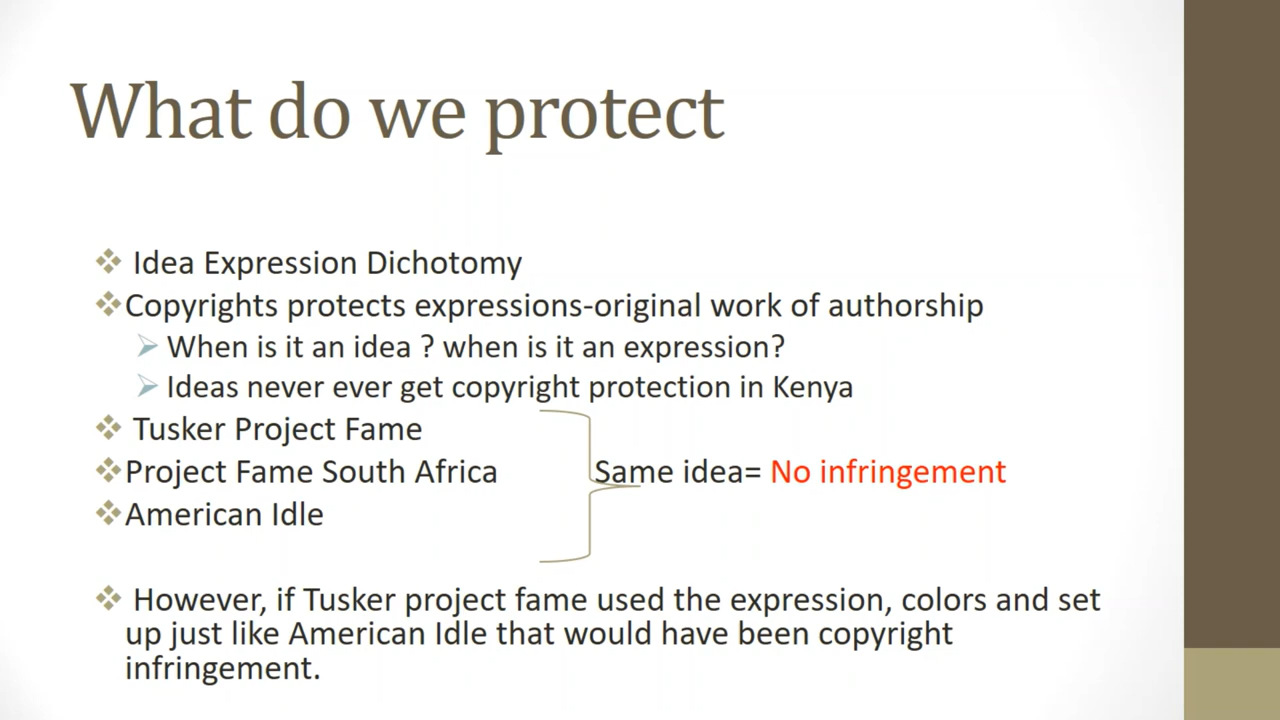 What do we protect
Idea Expression Dichotomy
Copyrights protects expressions-original work of authorship
When is it an idea ? when is it an expression?
Ideas never ever get copyright protection in Kenya
Tusker Project Fame
Project Fame South Africa
Same idea= No infringement
American Idle
However, if Tusker project fame used the expression, colors and set
up just like American Idle that would have been copyright
infringement.